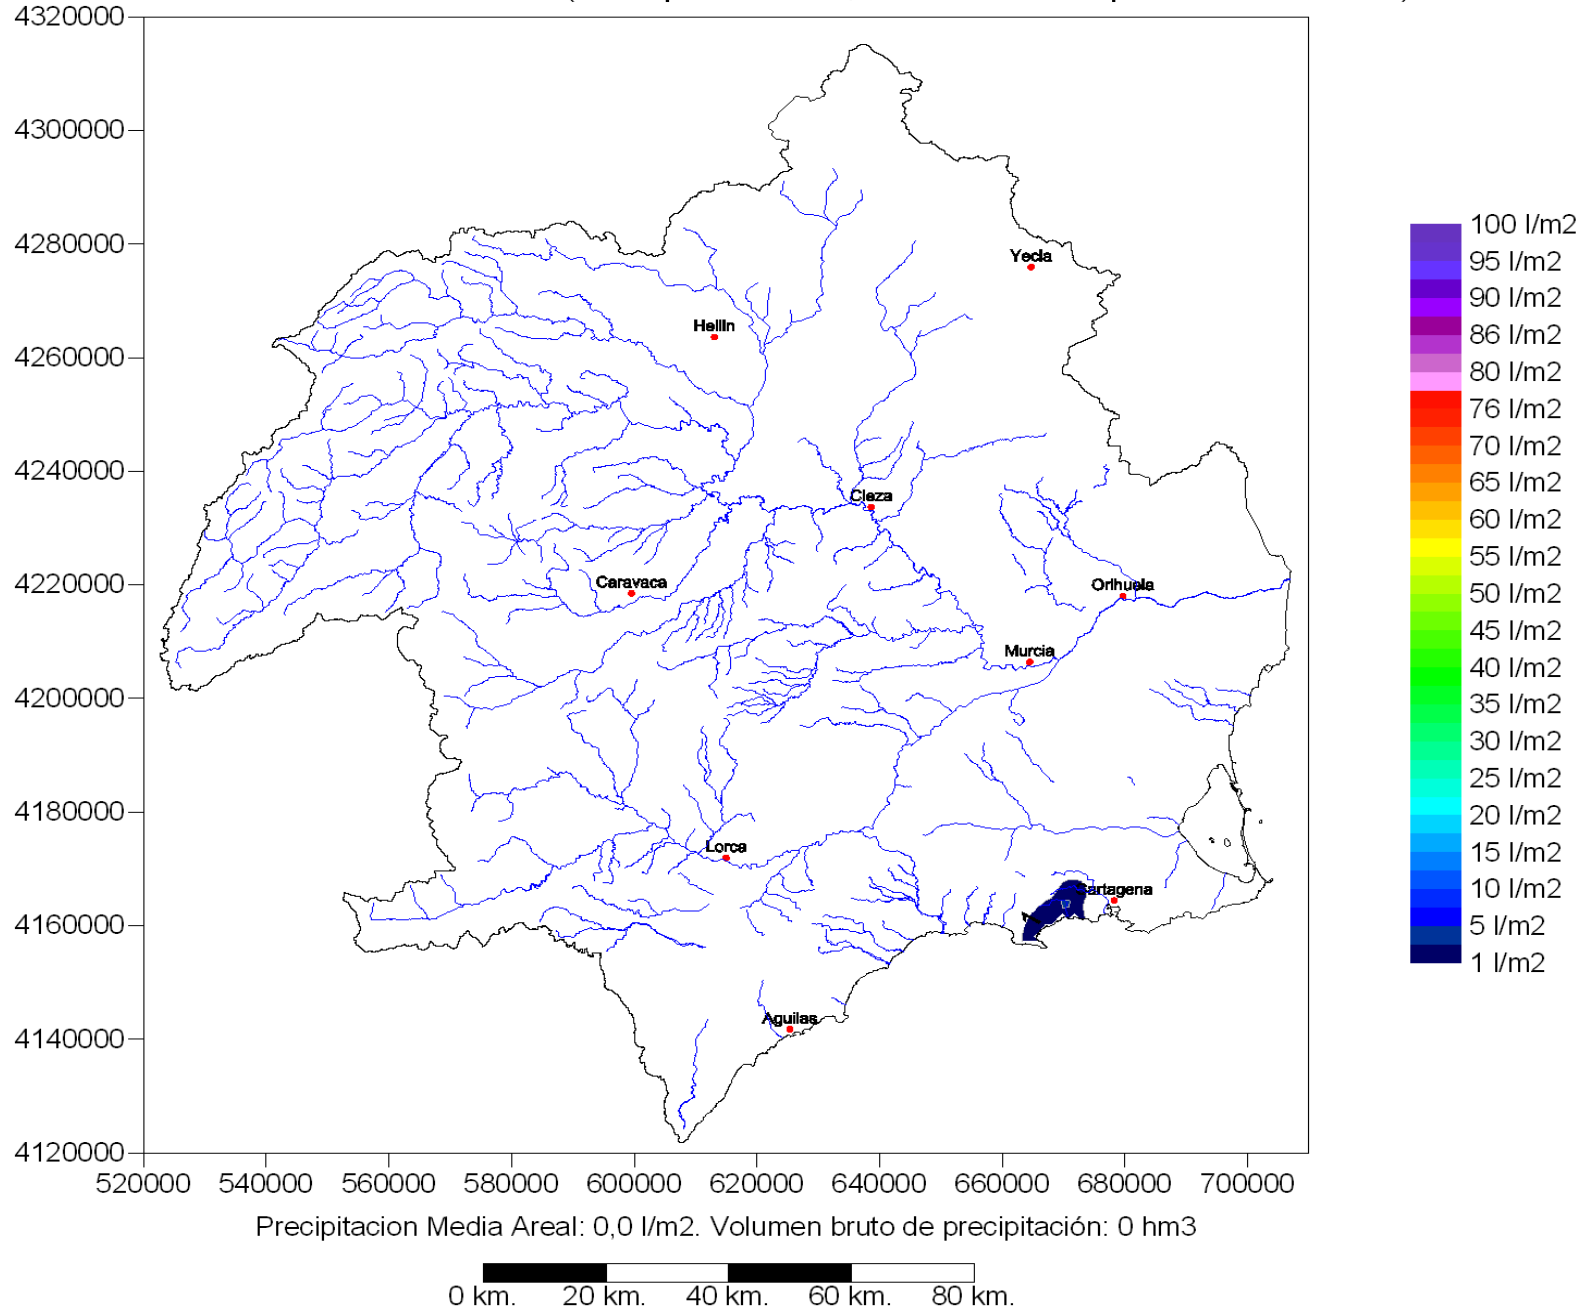 4320000
4300000
4280000
4260000
4240000
4220000
4200000
4180000
4160000
4140000
4120000
520000 540000 560000 580000 600000 620000 640000 660000 680000 700000
Yecla
Hellin
Cieza
Caravaca
Orihuela
Murcia
Lorca
Cartagena
Aguilas
100 l/m2
95 l/m2
90 l/m2
86 l/m2
80 l/m2
76 l/m2
70 l/m2
65 l/m2
60 l/m2
55 l/m2
50 l/m2
45 l/m2
40 l/m2
35 l/m2
30 l/m2
25 l/m2
20 l/m2
15 l/m2
10 l/m2
5 l/m2
1 l/m2
Precipitacion Media Areal: 0,0 l/m2. Volumen bruto de precipitación: 0 hm3
0 km. 20 km. 40 km. 60 km. 80 km.